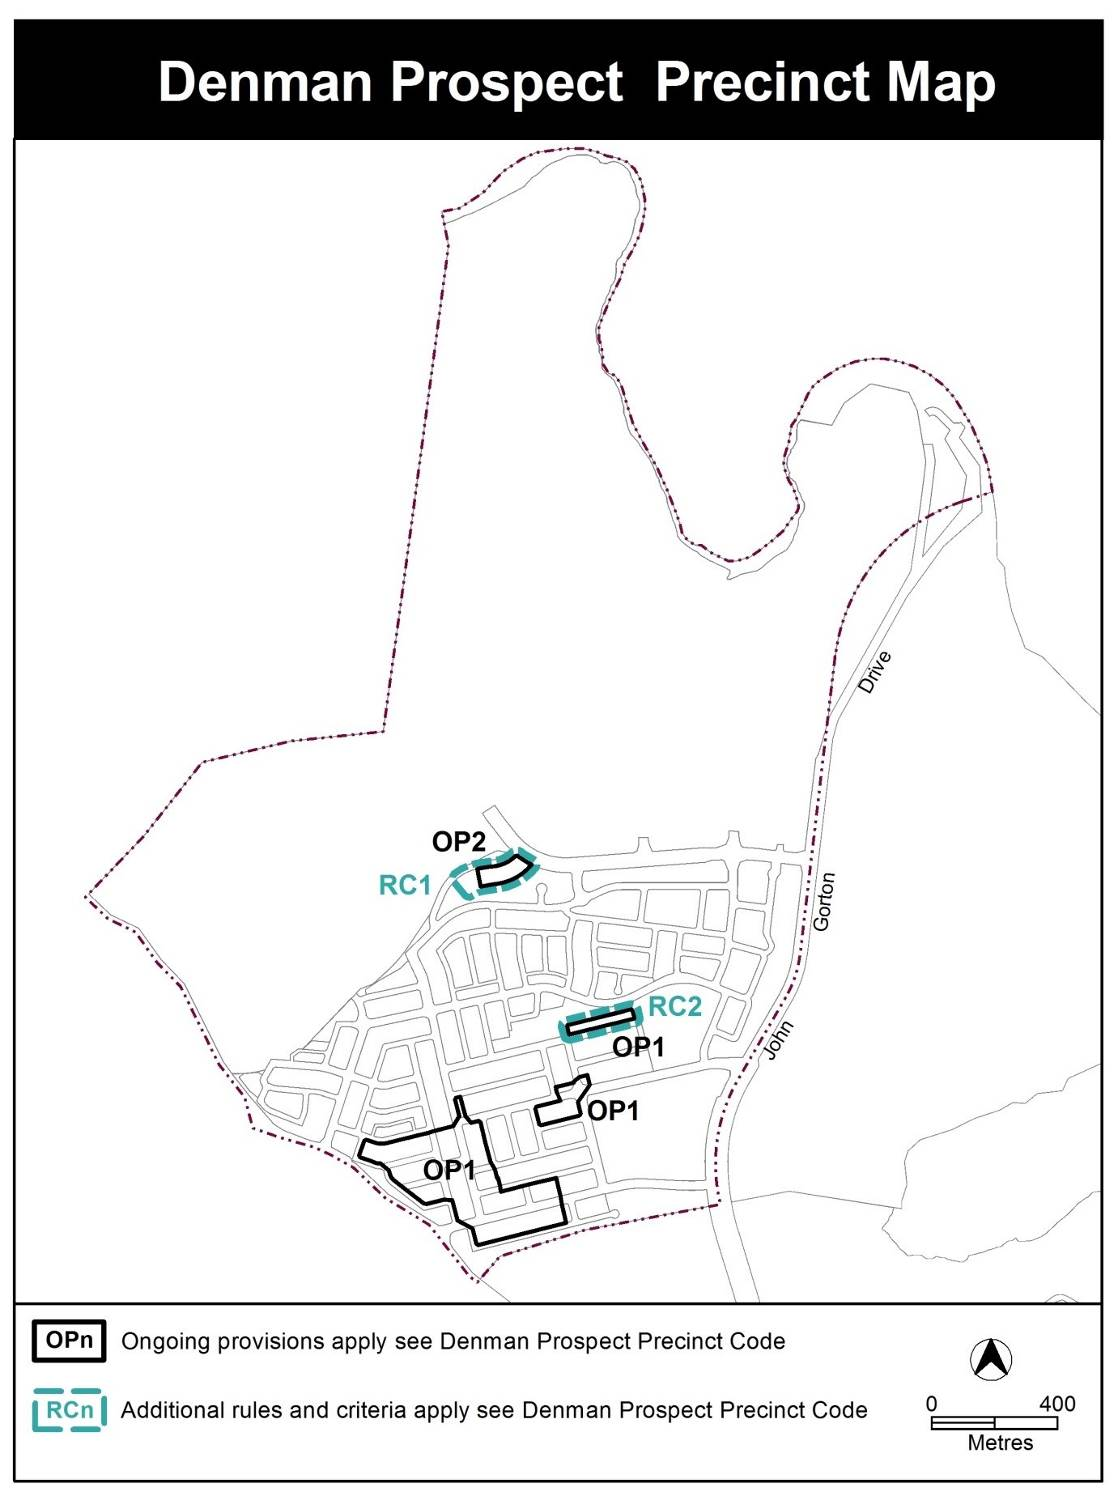 Denman Prospect Precinct Map
Drive
OP2
RC1
Gorton
RC2
John
OP1
OP1
OP1
OPn Ongoing provisions apply see Denman Prospect Precinct Code
RCn Additional rules and criteria apply see Denman Prospect Precinct Code
0 400
Metres